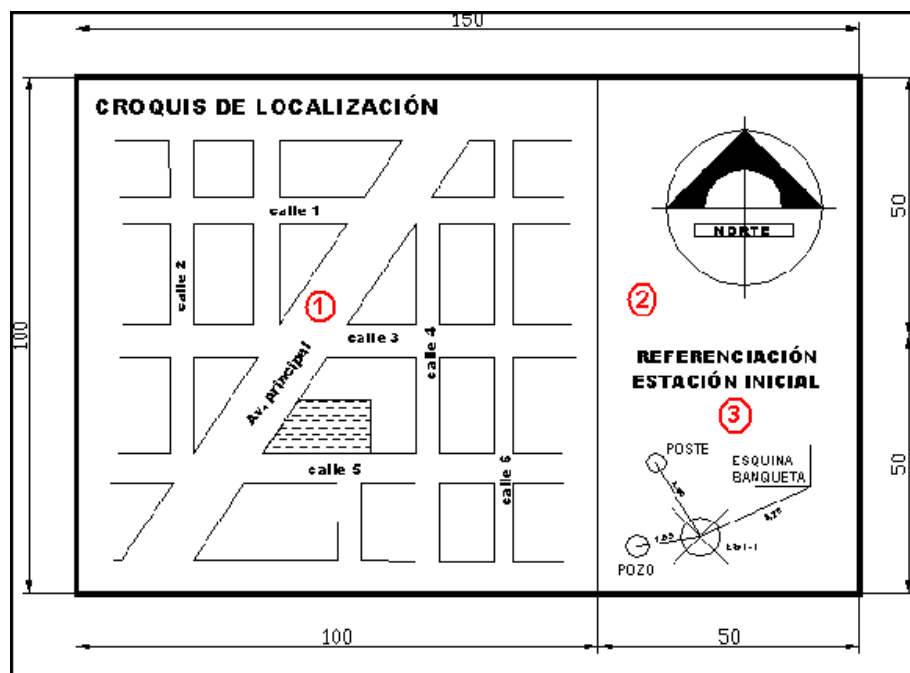 150
CROQUIS DE LOCALIZACIÓN
calle 1
calle 2
1
calle 3
calle 4
Av. principal
calle 5
calle 6
NORTE
2
REFERENCIACIÓN
ESTACIÓN INICIAL
3
POSTE
ESQUINA
BANQUETA
POZO
100
50
50
100
50